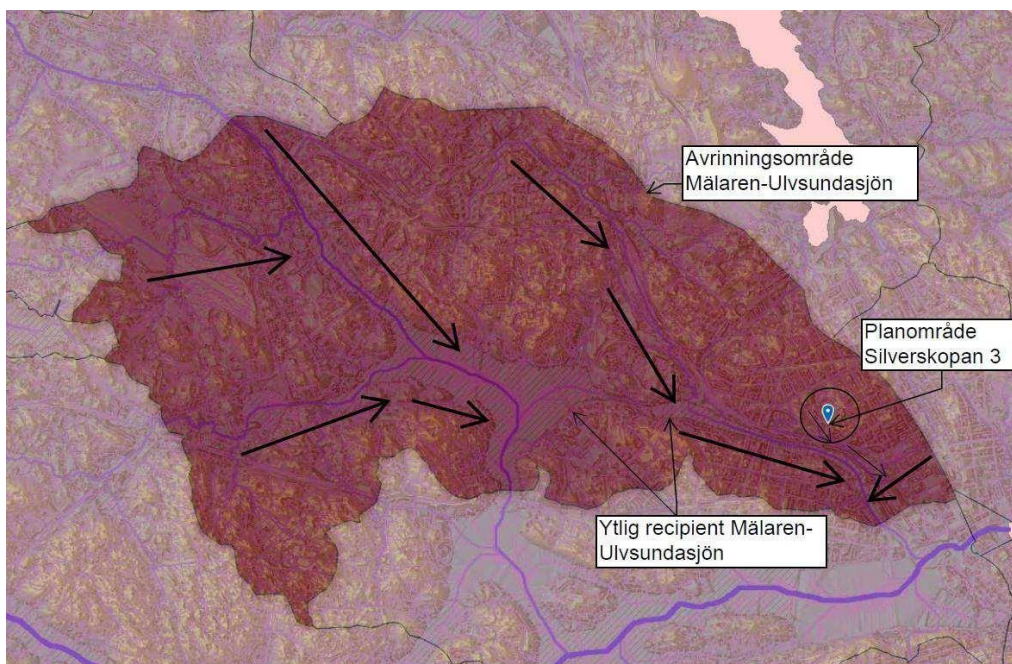 Avrinningsområde
Mälaren-Ulvsundasjön
Planområde
Silverskopan 3
Ytlig recipient Mälaren-
Ulvsundasjön